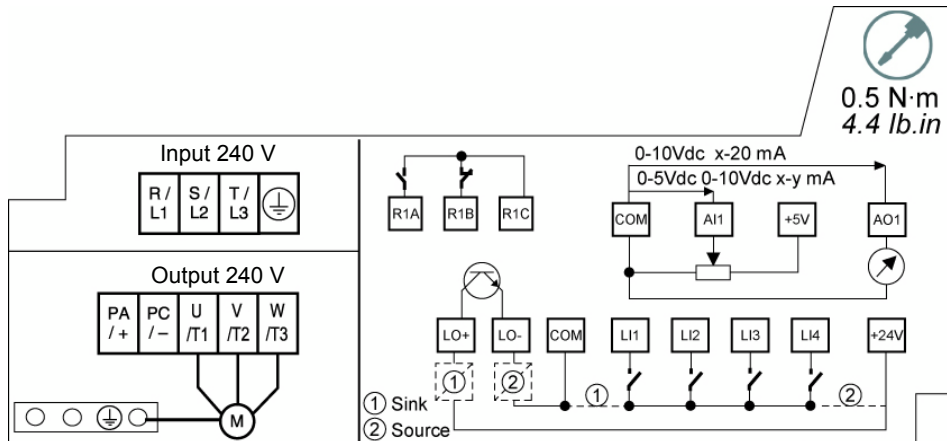 0.5 N·m
4.4 lb.in
Input 240 V
R / L1
S / L2
T / L3
Output 240 V
PA / +
PC / –
U /T1
V /T2
W /T3
M
R1A
R1B
R1C
0-10Vdc x-20 mA
0-5Vdc 0-10Vdc x-y mA
COM
AI1
+5V
AO1
LO+
LO-
COM
LI1
LI2
LI3
LI4
+24V
①
②
①
②
① Sink
② Source